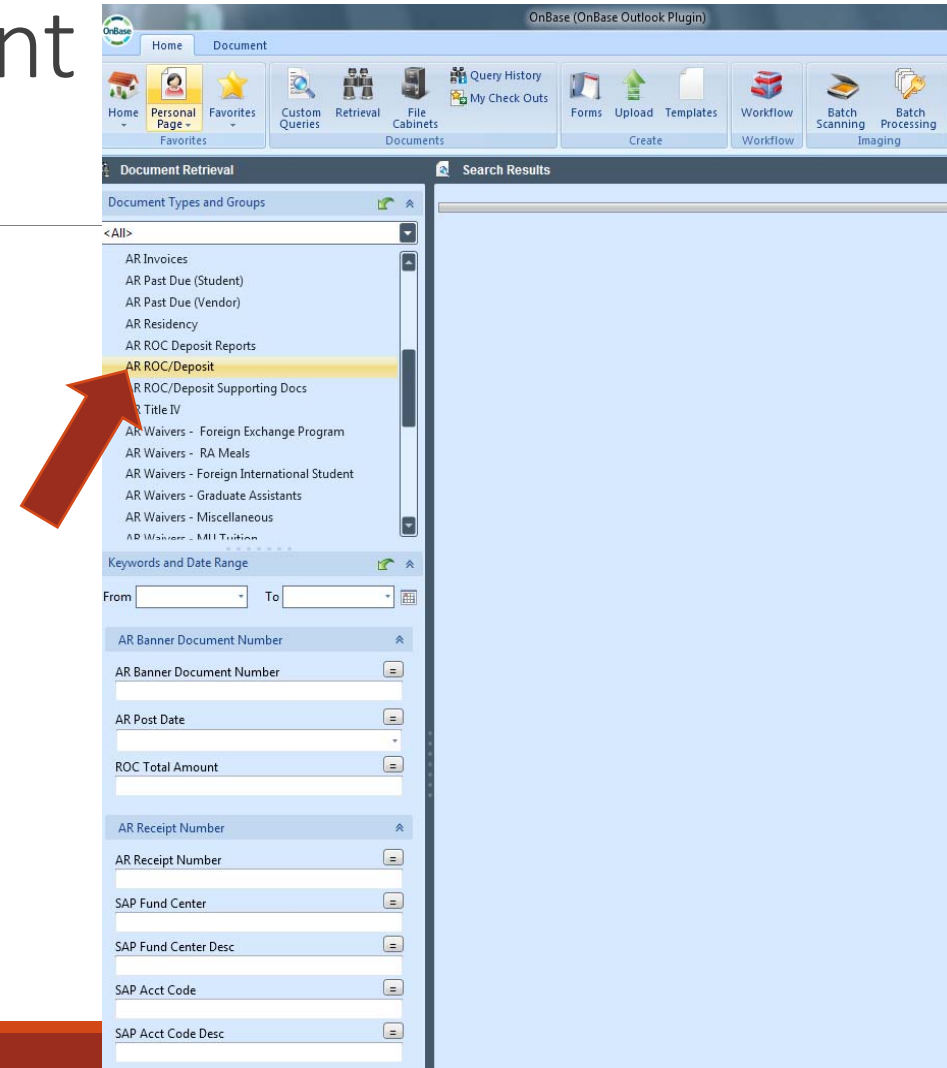 nt
OnBase (OnBase Outlook Plugin)
OnBase
Home Document
Query History
My Check Outs
Home Personal Page Favorites Custom Queries Retrieval File Cabinets Forms Upload Templates Workflow Batch Scanning Batch Processing
Favorites Documents Create Workflow Imaging
Document Retrieval Search Results
Document Types and Groups
<All>
AR Invoices
AR Past Due (Student)
AR Past Due (Vendor)
AR Residency
AR ROC Deposit Reports
AR ROC/Deposit
AR ROC/Deposit Supporting Docs
Title IV
AR Waivers - Foreign Exchange Program
AR Waivers - RA Meals
AR Waivers - Foreign International Student
AR Waivers - Graduate Assistants
AR Waivers - Miscellaneous
AR Waivers - MU Tuition
Keywords and Date Range
From To
AR Banner Document Number
AR Banner Document Number =
AR Post Date =
ROC Total Amount =
AR Receipt Number
AR Receipt Number =
SAP Fund Center =
SAP Fund Center Desc =
SAP Acct Code =
SAP Acct Code Desc =